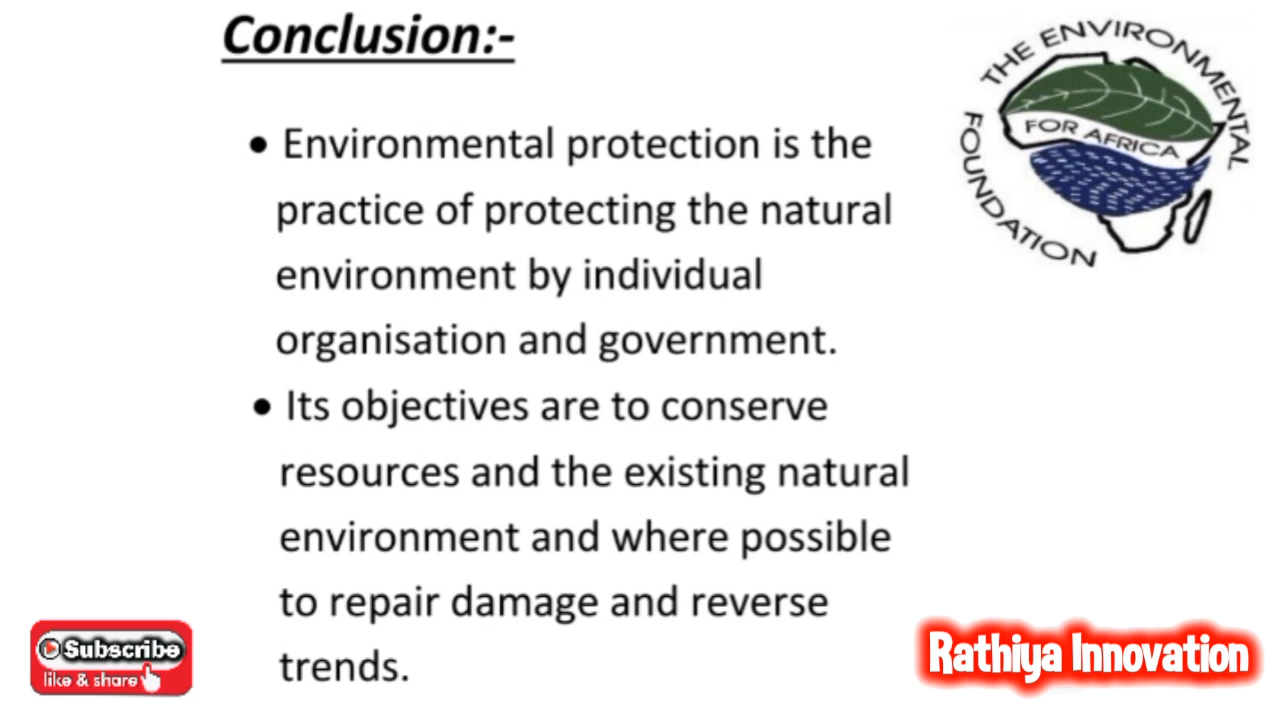 Conclusion:-
THE ENVIRONMENTAL
FOUNDATION
FOR AFRICA
• Environmental protection is the
practice of protecting the natural
environment by individual
organisation and government.
• Its objectives are to conserve
resources and the existing natural
environment and where possible
to repair damage and reverse
trends.
Subscribe
like & share
Rathiya Innovation